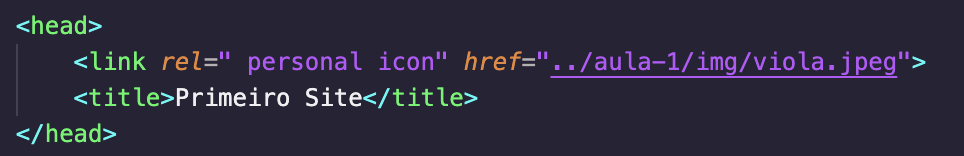 <head>
    <link rel=" personal icon" href="../aula-1/img/viola.jpeg">
    <title>Primeiro Site</title>
</head>